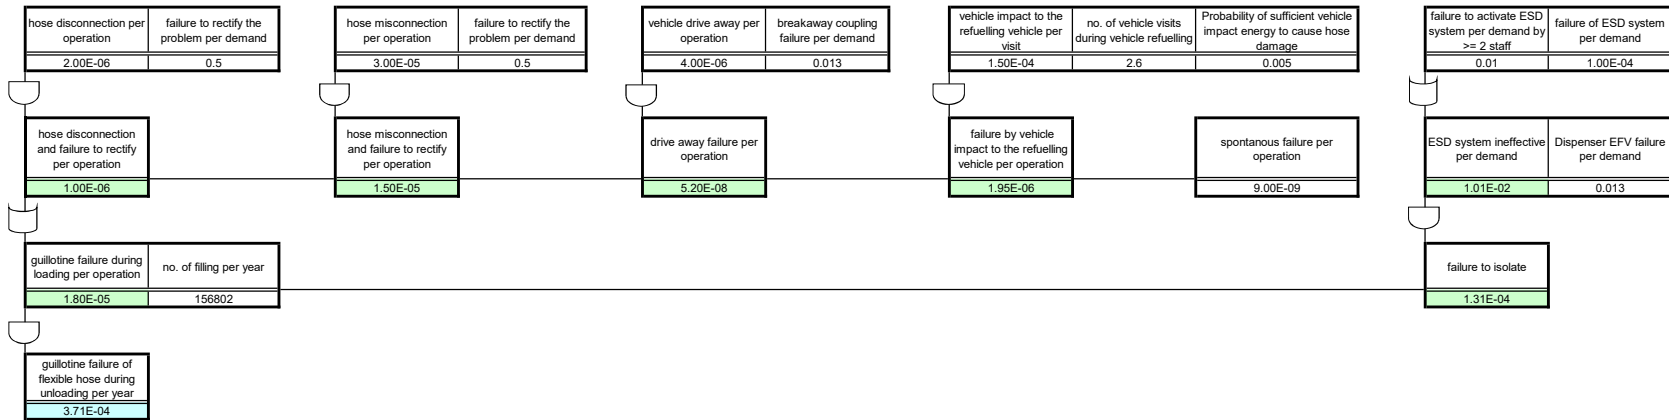 hose disconnection per
operation
failure to rectify the
problem per demand
2.00E-06
0.5
hose misconnection
per operation
failure to rectify the
problem per demand
3.00E-05
0.5
vehicle drive away per
operation
breakaway coupling
failure per demand
4.00E-06
0.013
vehicle impact to the
refuelling vehicle per
visit
no. of vehicle visits
during vehicle refuelling
Probability of sufficient vehicle
impact energy to cause hose
damage
1.50E-04
2.6
0.005
failure to activate ESD
system per demand by
>= 2 staff
failure of ESD system
per demand
0.01
1.00E-04
hose disconnection
and failure to rectify
per operation
1.00E-06
hose misconnection
and failure to rectify
per operation
1.50E-05
drive away failure per
operation
5.20E-08
failure by vehicle
impact to the refuelling
vehicle per operation
1.95E-06
spontanous failure per
operation
9.00E-09
ESD system ineffective
per demand
Dispenser EFV failure
per demand
1.01E-02
0.013
guillotine failure during
loading per operation
no. of filling per year
1.80E-05
156802
failure to isolate
1.31E-04
guillotine failure of
flexible hose during
unloading per year
3.71E-04